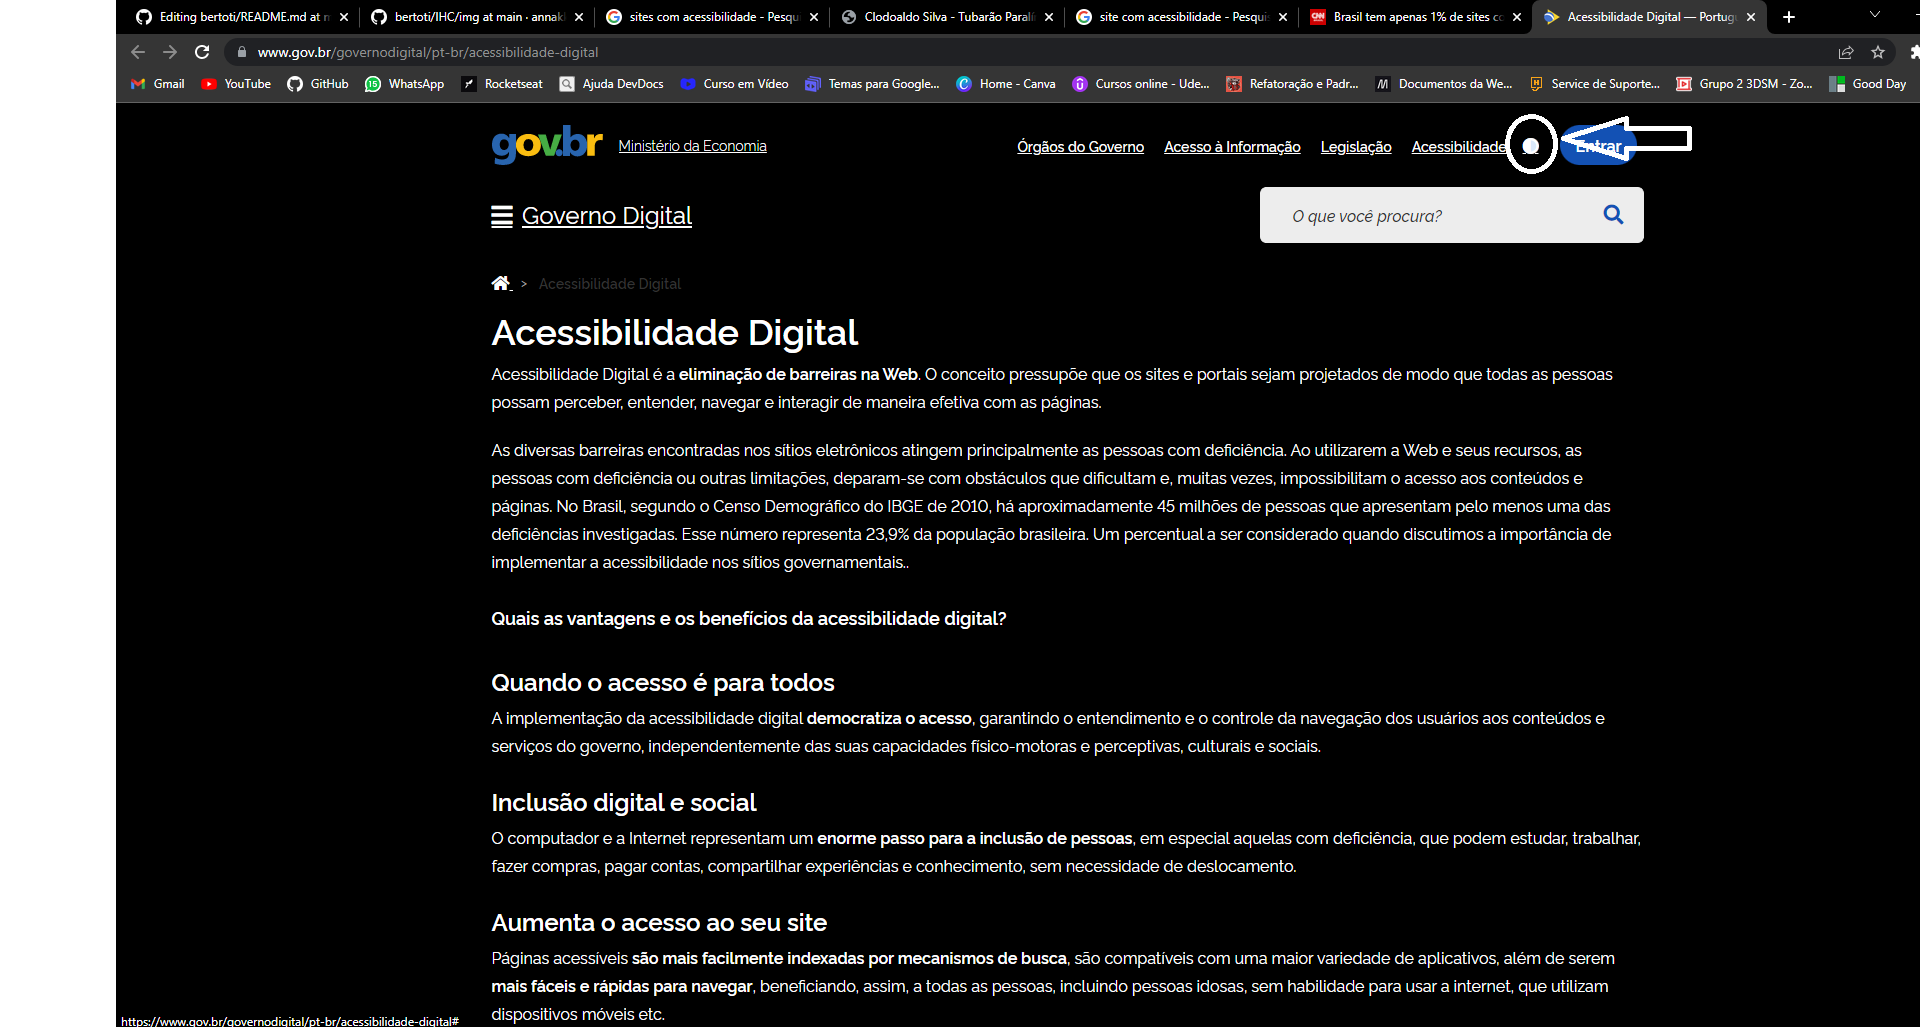 Editing bertoti/README.md at m
bertoti/IHC/img at main · annakl
sites com acessibilidade - Pesqui
Clodoaldo Silva - Tubarão Paralí
site com acessibilidade - Pesquis
Brasil tem apenas 1% de sites co
Acessibilidade Digital — Portug
www.gov.br/governodigital/pt-br/acessibilidade-digital
Gmail
YouTube
GitHub
WhatsApp
Rocketseat
Ajuda DevDocs
Curso em Vídeo
Temas para Google...
Home - Canva
Cursos online - Ude...
Refatoração e Padr...
Documentos da We...
Service de Suporte...
Grupo 2 3DSM - Zo...
Good Day
gov.br
Ministério da Economia
Órgãos do Governo
Acesso à Informação
Legislação
Acessibilidade
Entrar
Governo Digital
O que você procura?
> Acessibilidade Digital
Acessibilidade Digital
Acessibilidade Digital é a eliminação de barreiras na Web. O conceito pressupõe que os sites e portais sejam projetados de modo que todas as pessoas
possam perceber, entender, navegar e interagir de maneira efetiva com as páginas.
As diversas barreiras encontradas nos sítios eletrônicos atingem principalmente as pessoas com deficiência. Ao utilizarem a Web e seus recursos, as
pessoas com deficiência ou outras limitações, deparam-se com obstáculos que dificultam e, muitas vezes, impossibilitam o acesso aos conteúdos e
páginas. No Brasil, segundo o Censo Demográfico do IBGE de 2010, há aproximadamente 45 milhões de pessoas que apresentam pelo menos uma das
deficiências investigadas. Esse número representa 23,9% da população brasileira. Um percentual a ser considerado quando discutimos a importância de
implementar a acessibilidade nos sítios governamentais..
Quais as vantagens e os benefícios da acessibilidade digital?
Quando o acesso é para todos
A implementação da acessibilidade digital democratiza o acesso, garantindo o entendimento e o controle da navegação dos usuários aos conteúdos e
serviços do governo, independentemente das suas capacidades físico-motoras e perceptivas, culturais e sociais.
Inclusão digital e social
O computador e a Internet representam um enorme passo para a inclusão de pessoas, em especial aquelas com deficiência, que podem estudar, trabalhar,
fazer compras, pagar contas, compartilhar experiências e conhecimento, sem necessidade de deslocamento.
Aumenta o acesso ao seu site
Páginas acessíveis são mais facilmente indexadas por mecanismos de busca, são compatíveis com uma maior variedade de aplicativos, além de serem
mais fáceis e rápidas para navegar, beneficiando, assim, a todas as pessoas, incluindo pessoas idosas, sem habilidade para usar a internet, que utilizam
dispositivos móveis etc.
https://www.gov.br/governodigital/pt-br/acessibilidade-digital#